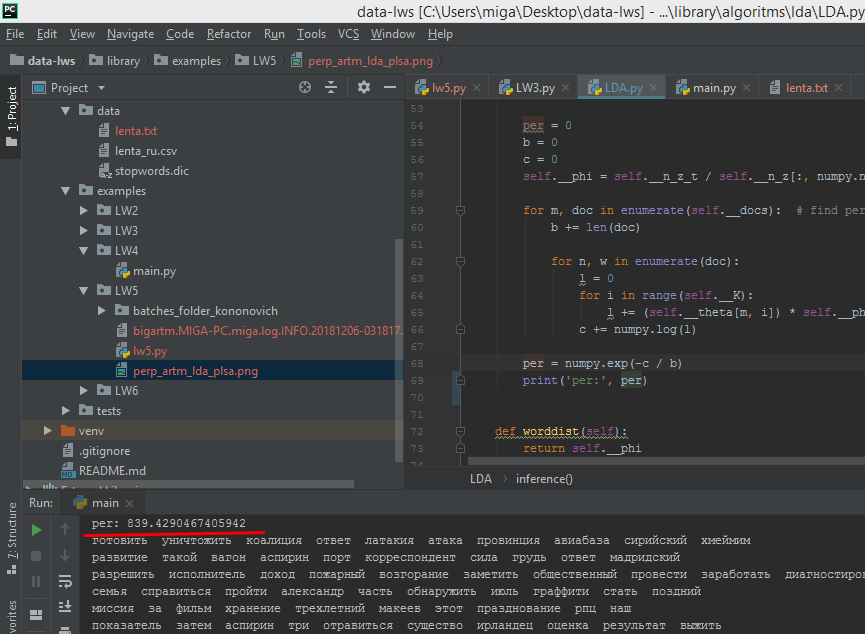 PC
data-lws [C:\Users\miga\Desktop\data-lws] - ...\library\algoritms\lda\LDA.py
File Edit View Navigate Code Refactor Run Tools VCS Window Help
data-lws library examples LW5 perp_artm_lda_plsa.png
1: Project
Project
lw5.py LW3.py LDA.py main.py lenta.txt
data
lenta.txt
lenta_ru.csv
stopwords.dic
examples
LW2
LW3
LW4
main.py
LW5
batches_folder_kononovich
bigartm.MIGA-PC.miga.log.INFO.20181206-031817.
lw5.py
perp_artm_lda_plsa.png
LW6
tests
venv
.gitignore
README.md
53
54 per = 0
55 b = 0
56 c = 0
57 self.__phi = self.__n_z_t / self.__n_z[:, numpy.n
58
59 for m, doc in enumerate(self.__docs): # find per
60 b += len(doc)
61
62 for n, w in enumerate(doc):
63 l = 0
64 for i in range(self.__K):
65 l += (self.__theta[m, i]) * self.__ph
66 c += numpy.log(l)
67
68 per = numpy.exp(-c / b)
69 print('per:', per)
70
71
72 def worddist(self):
73 return self.__phi
LDA inference()
7: Structure
Run: main
per: 839.4290467405942
готовить уничтожить коалиция ответ латакия атака провинция авиабаза сирийский хмеймим
развитие такой вагон аспирин порт корреспондент сила грудь ответ мадридский
разрешить исполнитель доход пожарный возгорание заметить общественный провести заработать диагностиров
семья справиться пройти александр часть обнаружить июль граффити стать поздний
миссия за фильм хранение трехлетний макеев этот празднование рпц наш
показатель затем аспирин три отравиться существо ирландец оценка результат выжить